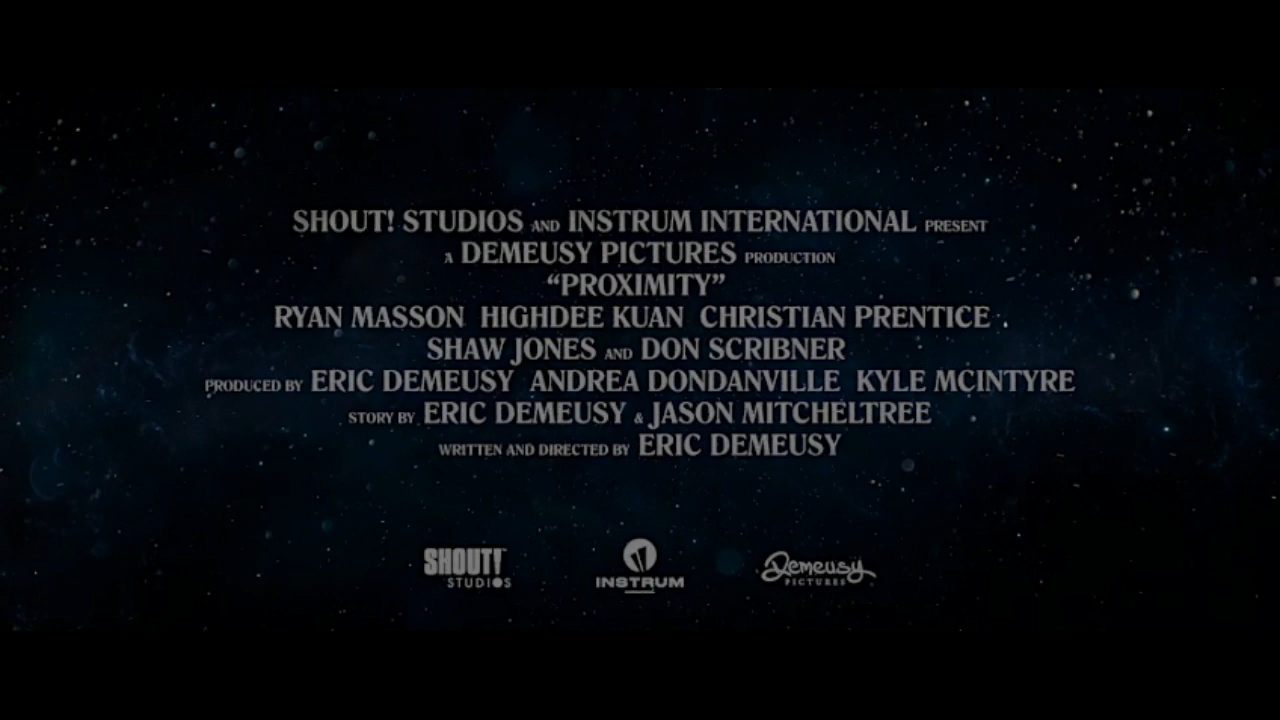 SHOUT! STUDIOS AND INSTRUM INTERNATIONAL PRESENT
A DEMEUSY PICTURES PRODUCTION
“PROXIMITY”
RYAN MASSON HIGHDEE KUAN CHRISTIAN PRENTICE
SHAW JONES AND DON SCRIBNER
PRODUCED BY ERIC DEMEUSY ANDREA DONDANVILLE KYLE MCINTYRE
STORY BY ERIC DEMEUSY & JASON MITCHELTREE
WRITTEN AND DIRECTED BY ERIC DEMEUSY
SHOUT! STUDIOS
INSTRUM
Demeusy PICTURES